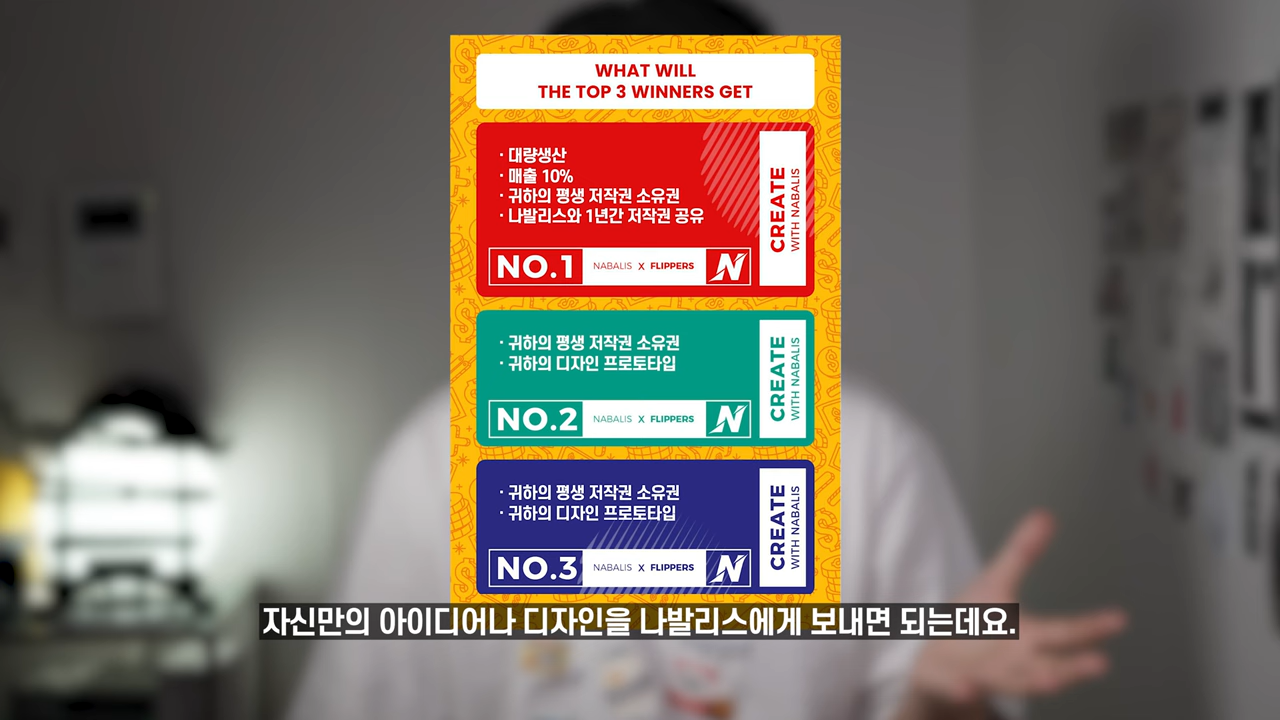 WHAT WILL
THE TOP 3 WINNERS GET
· 대량생산
· 매출 10%
· 귀하의 평생 저작권 소유권
· 나발리스와 1년간 저작권 공유
NO.1
NABALIS X FLIPPERS
N
CREATE
WITH NABALIS
· 귀하의 평생 저작권 소유권
· 귀하의 디자인 프로토타입
NO.2
NABALIS X FLIPPERS
N
CREATE
WITH NABALIS
· 귀하의 평생 저작권 소유권
· 귀하의 디자인 프로토타입
NO.3
NABALIS X FLIPPERS
N
CREATE
WITH NABALIS
자신만의 아이디어나 디자인을 나발리스에게 보내면 되는데요.